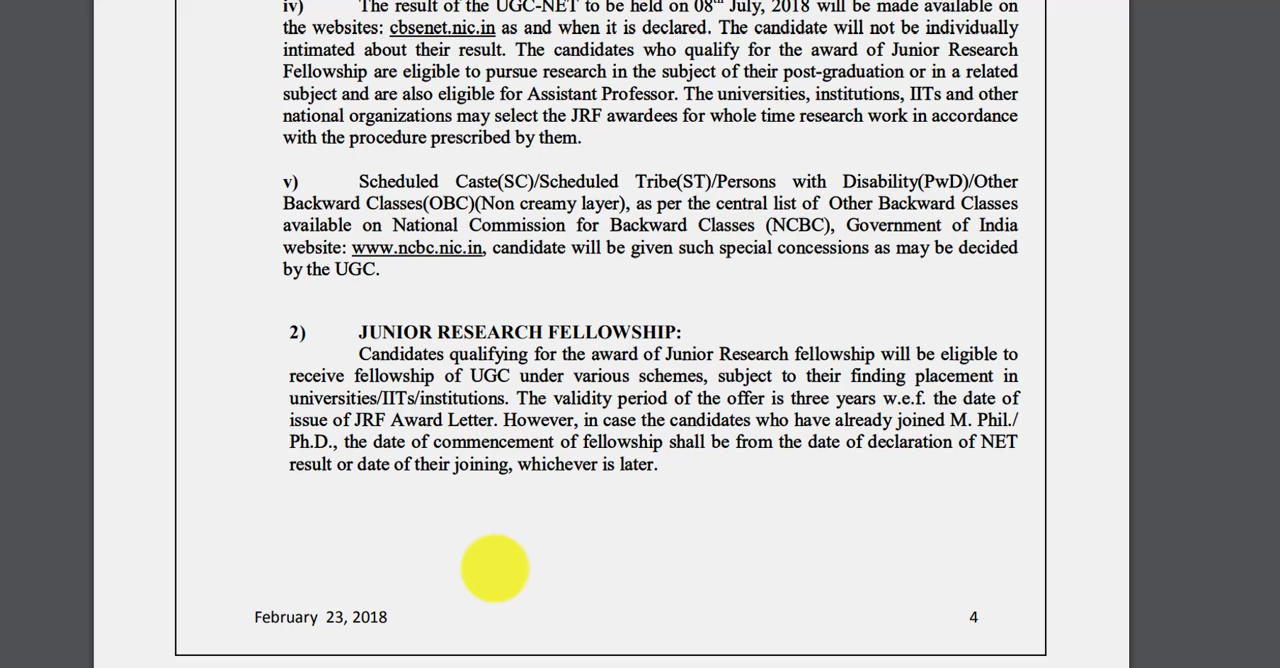 iv) The result of the UGC-NET to be held on 08th July, 2018 will be made available on
the websites: cbsenet.nic.in as and when it is declared. The candidate will not be individually
intimated about their result. The candidates who qualify for the award of Junior Research
Fellowship are eligible to pursue research in the subject of their post-graduation or in a related
subject and are also eligible for Assistant Professor. The universities, institutions, IITs and other
national organizations may select the JRF awardees for whole time research work in accordance
with the procedure prescribed by them.
v) Scheduled Caste(SC)/Scheduled Tribe(ST)/Persons with Disability(PwD)/Other
Backward Classes(OBC)(Non creamy layer), as per the central list of Other Backward Classes
available on National Commission for Backward Classes (NCBC), Government of India
website: www.ncbc.nic.in, candidate will be given such special concessions as may be decided
by the UGC.
2) JUNIOR RESEARCH FELLOWSHIP:
Candidates qualifying for the award of Junior Research fellowship will be eligible to
receive fellowship of UGC under various schemes, subject to their finding placement in
universities/IITs/institutions. The validity period of the offer is three years w.e.f. the date of
issue of JRF Award Letter. However, in case the candidates who have already joined M. Phil./
Ph.D., the date of commencement of fellowship shall be from the date of declaration of NET
result or date of their joining, whichever is later.
February 23, 2018 4